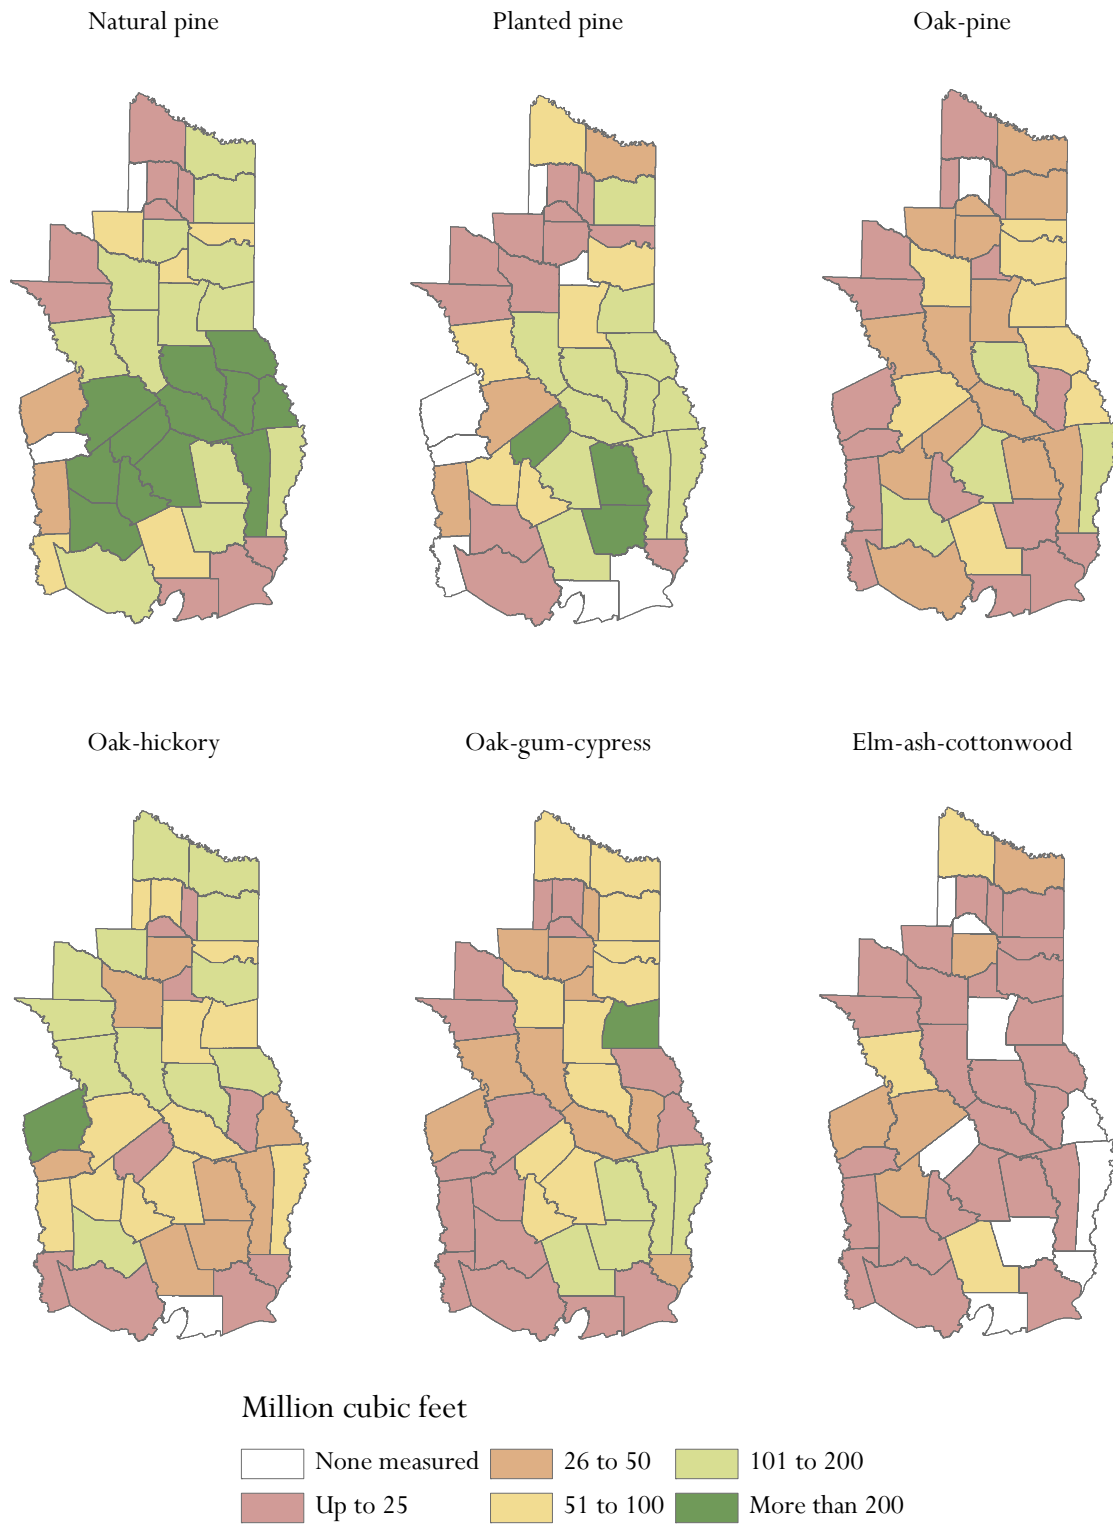 Natural pine
Planted pine
Oak-pine
Oak-hickory
Oak-gum-cypress
Elm-ash-cottonwood
Million cubic feet
None measured
26 to 50
101 to 200
Up to 25
51 to 100
More than 200